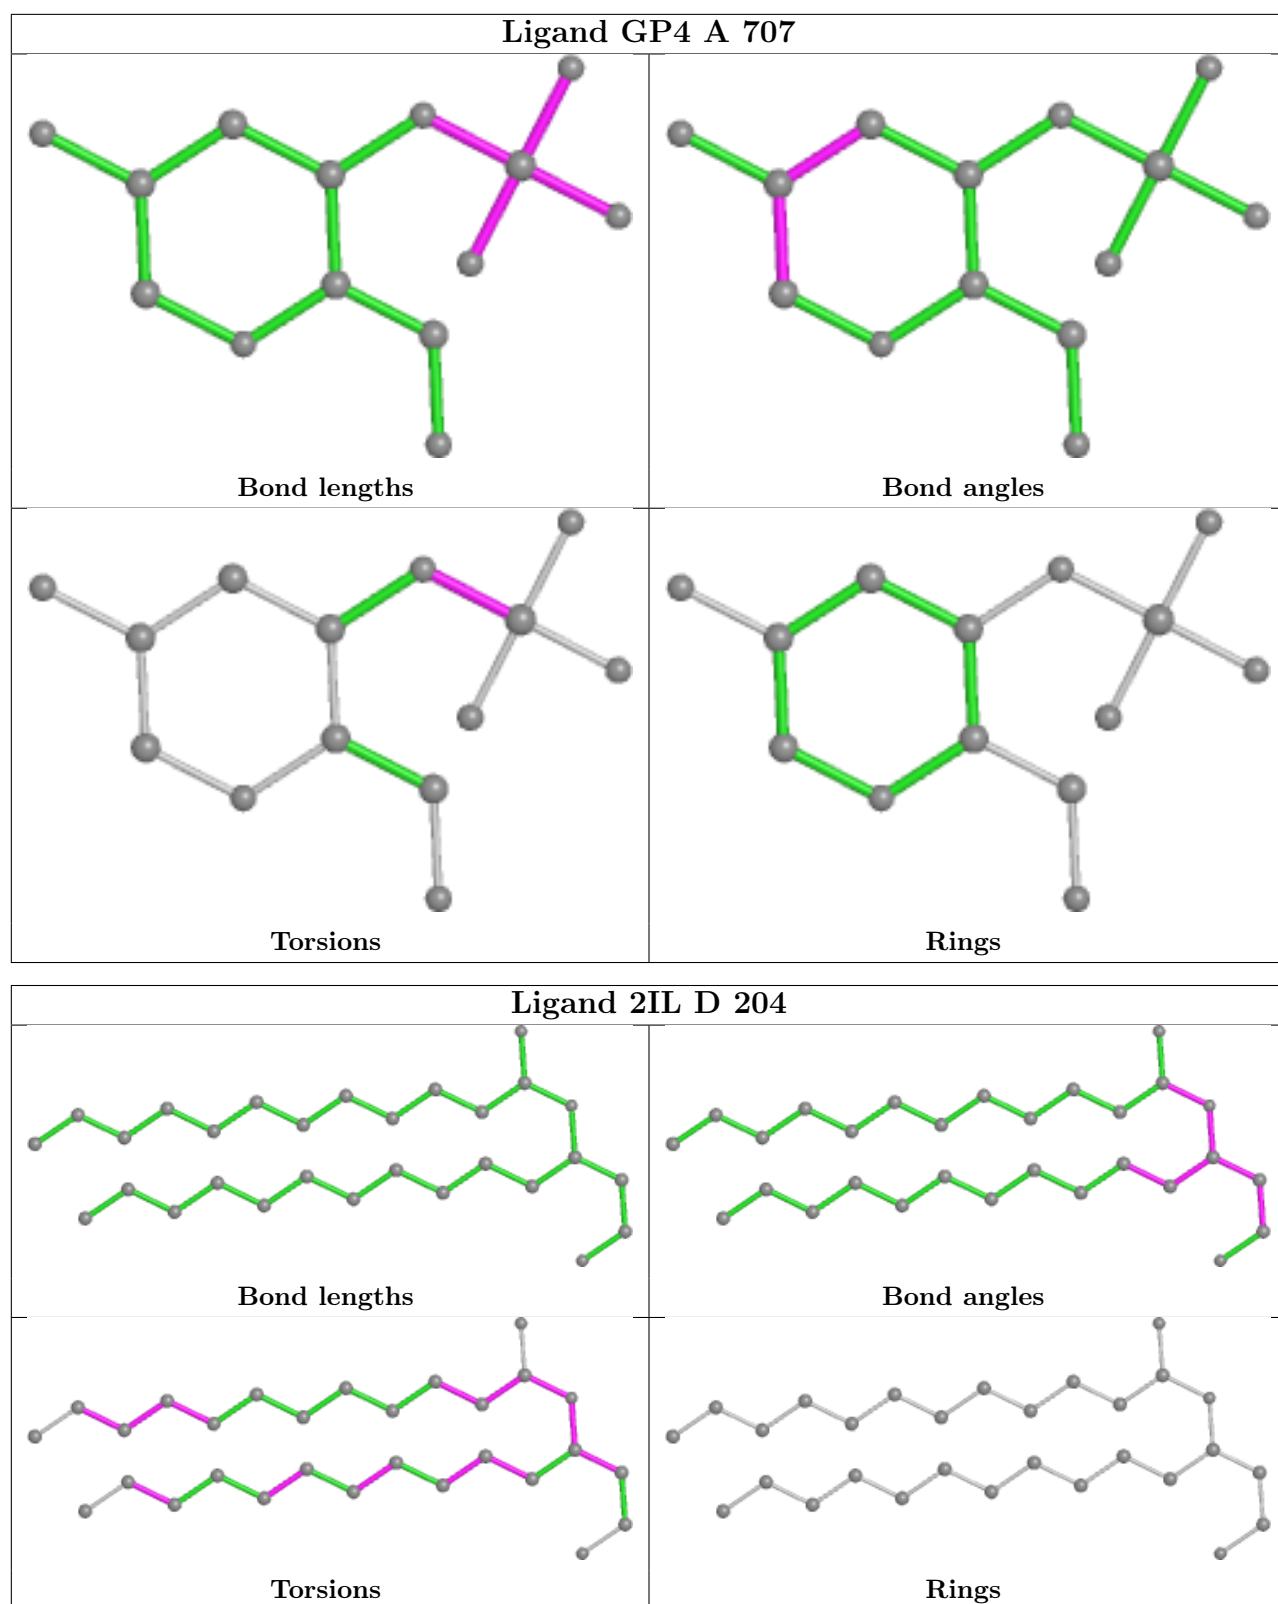 Ligand GP4 A 707
Bond lengths
Bond angles
Torsions
Rings
Ligand 2IL D 204
Bond lengths
Bond angles
Torsions
Rings